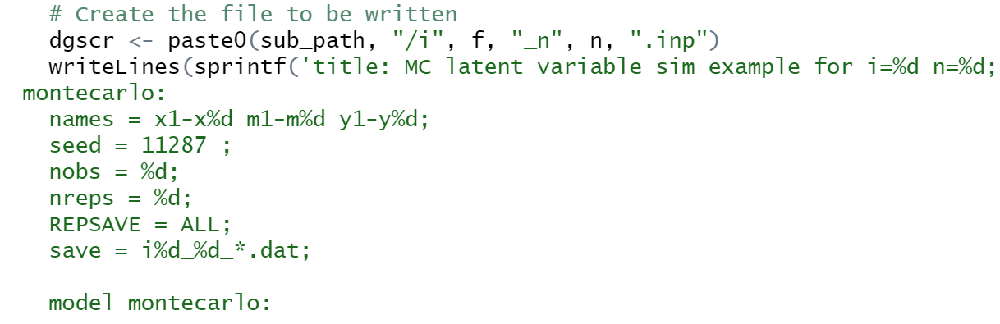 # Create the file to be written
dgscr <- paste0(sub_path, "/i", f, "_n", n, ".inp")
writeLines(sprintf('title: MC latent variable sim example for i=%d n=%d;
montecarlo:
names = x1-x%d m1-m%d y1-y%d;
seed = 11287 ;
nobs = %d;
nreps = %d;
REPSAVE = ALL;
save = i%d_%d_*.dat;
model montecarlo: